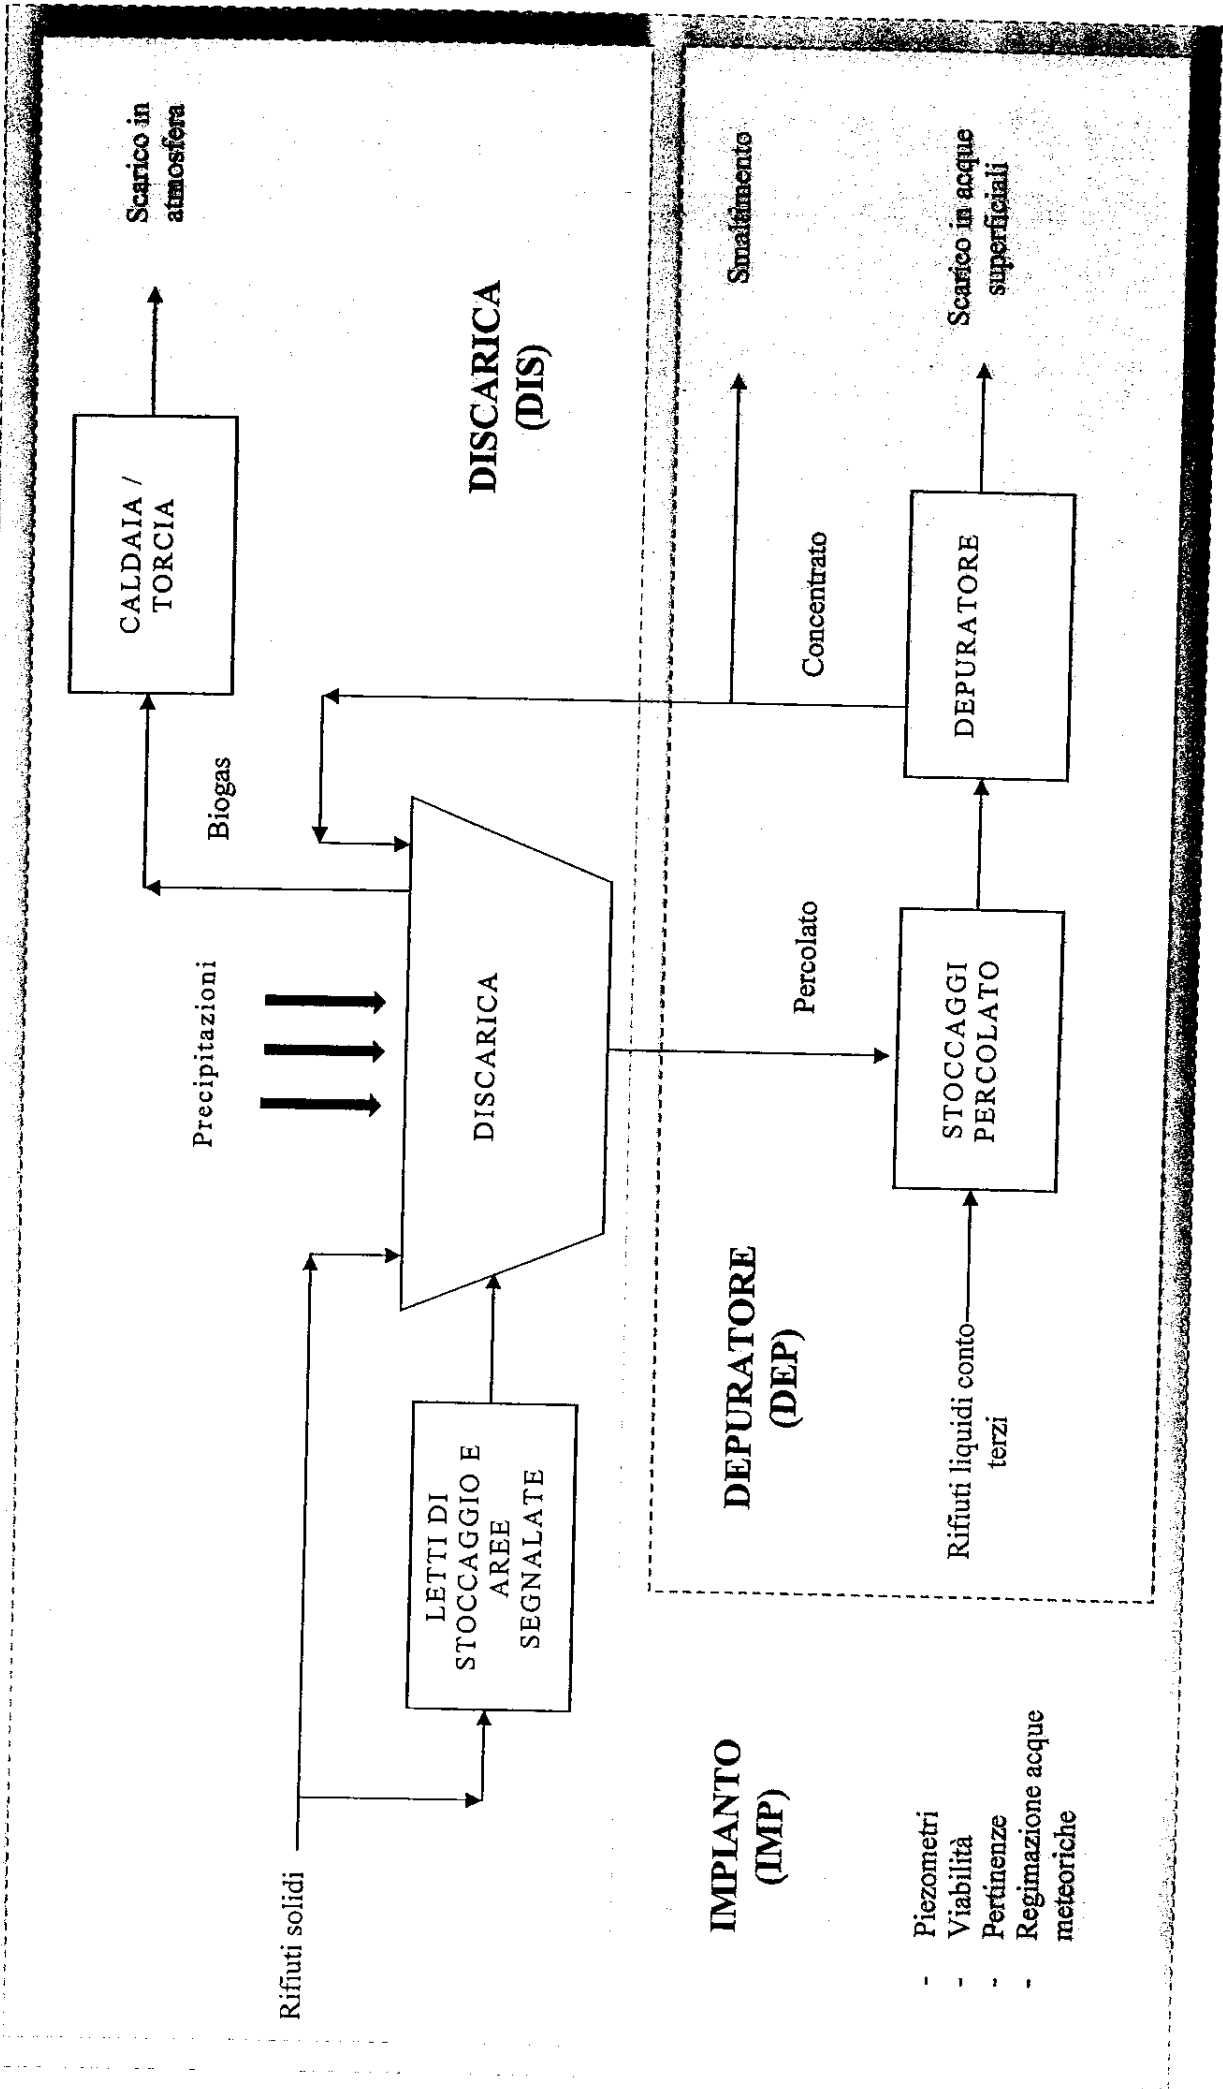 Rifiuti solidi
LETTI DI
STOCCAGGIO E
AREE
SEGNALATE
Precipitazioni
DISCARICA
Biogas
CALDAIA /
TORCIA
Scarico in
atmosfera
DISCARICA
(DIS)
IMPIANTO
(IMP)
- Piezometri
- Viabilità
- Pertinenze
- Regimazione acque
meteoriche
DEPURATORE
(DEP)
Rifiuti liquidi conto
terzi
Percolato
STOCCAGGI
PERCOLATO
Concentrato
DEPURATORE
Smaltimento
Scarico in acque
superficiali